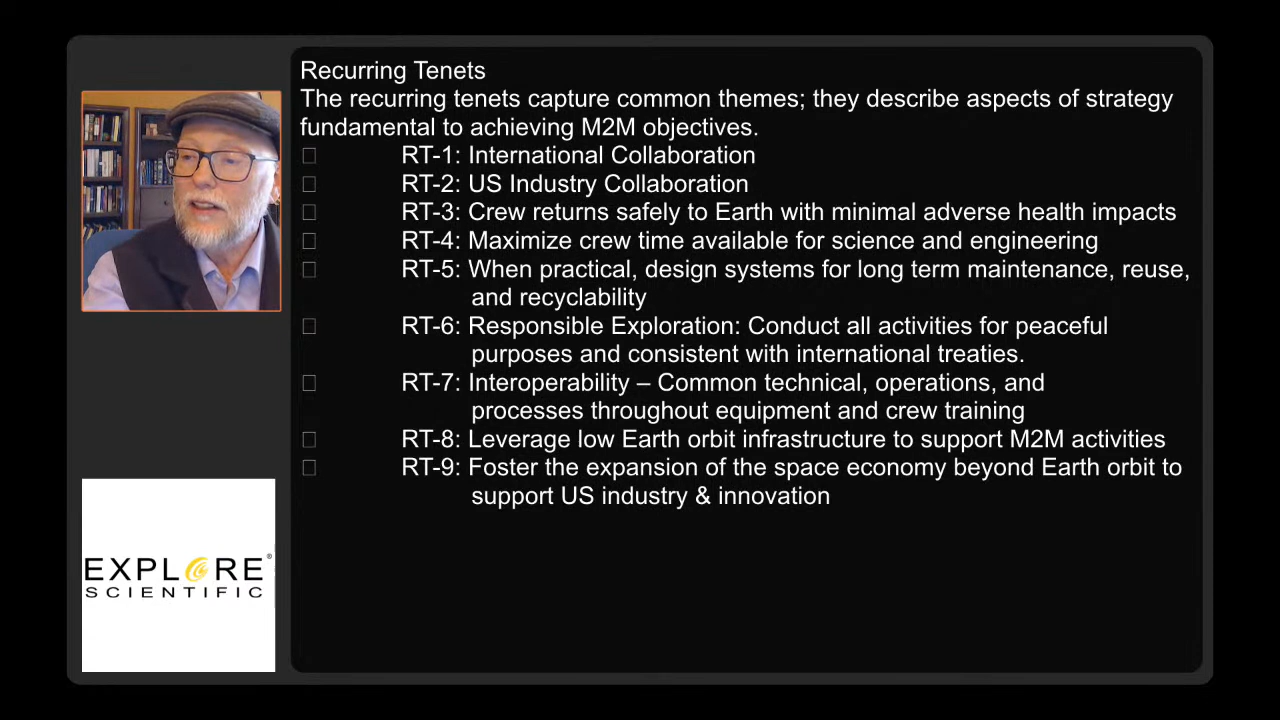 Recurring Tenets
The recurring tenets capture common themes; they describe aspects of strategy
fundamental to achieving M2M objectives.
RT-1: International Collaboration
RT-2: US Industry Collaboration
RT-3: Crew returns safely to Earth with minimal adverse health impacts
RT-4: Maximize crew time available for science and engineering
RT-5: When practical, design systems for long term maintenance, reuse,
and recyclability
RT-6: Responsible Exploration: Conduct all activities for peaceful
purposes and consistent with international treaties.
RT-7: Interoperability – Common technical, operations, and
processes throughout equipment and crew training
RT-8: Leverage low Earth orbit infrastructure to support M2M activities
RT-9: Foster the expansion of the space economy beyond Earth orbit to
support US industry & innovation
EXPLORE®
SCIENTIFIC